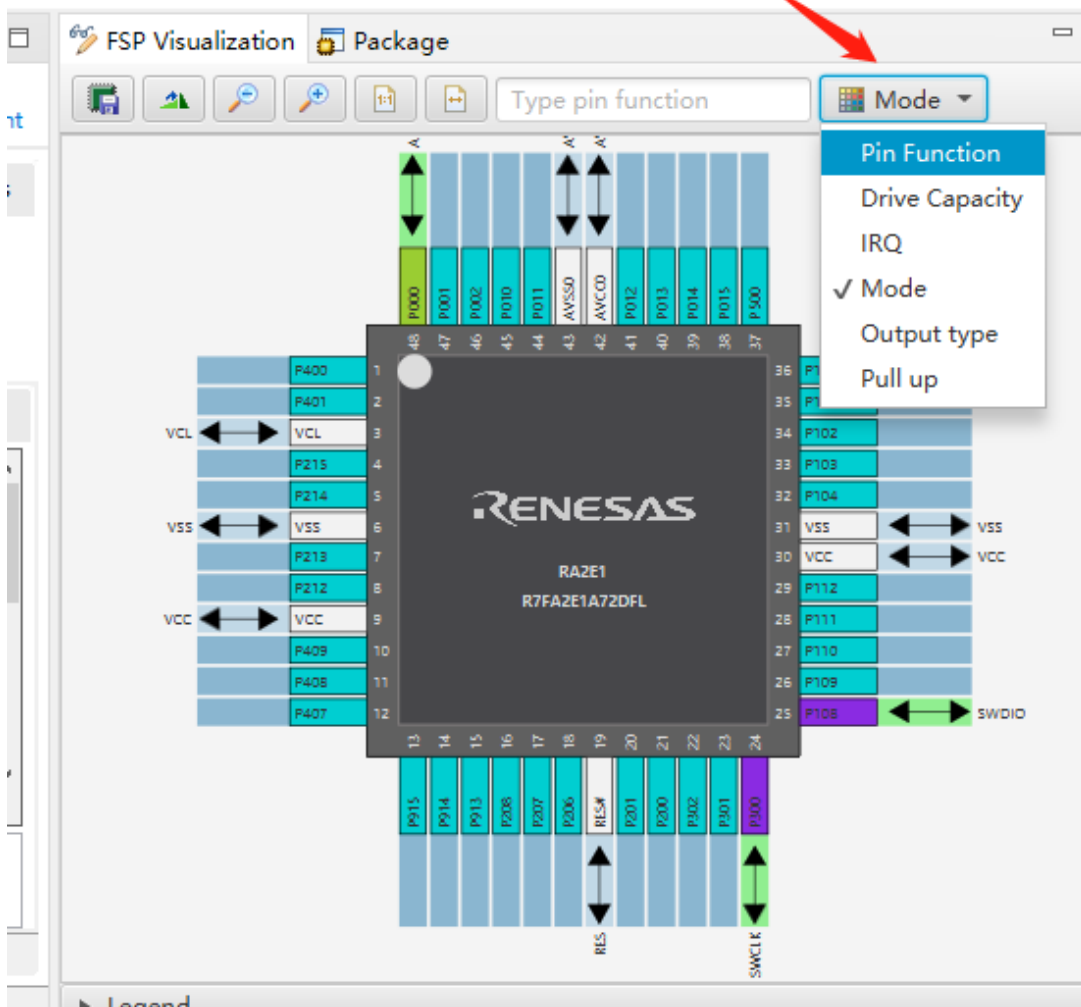 FSP Visualization
Package
nt
1:1
Type pin function
Mode
Pin Function
Drive Capacity
IRQ
Mode
Output type
Pull up
P000
P001
P002
P010
P011
AVSS0
AVCC0
P012
P013
P014
P015
P500
48
47
46
45
44
43
42
41
40
39
38
37
P400 1
P401 2
VCL VCL 3
P215 4
P214 5
VSS VSS 6
P213 7
P212 8
VCC VCC 9
P409 10
P408 11
P407 12
36
35
34 P102
33 P103
32 P104
31 VSS VSS
30 VCC VCC
29 P112
28 P111
27 P110
26 P109
25 P108 SWDIO
RENESAS
RA2E1
R7FA2E1A72DFL
13
14
15
16
17
18
19
20
21
22
23
24
P915
P914
P913
P208
P207
P206
RES#
P201
P200
P302
P301
P300
RES
SWCLK
Legend